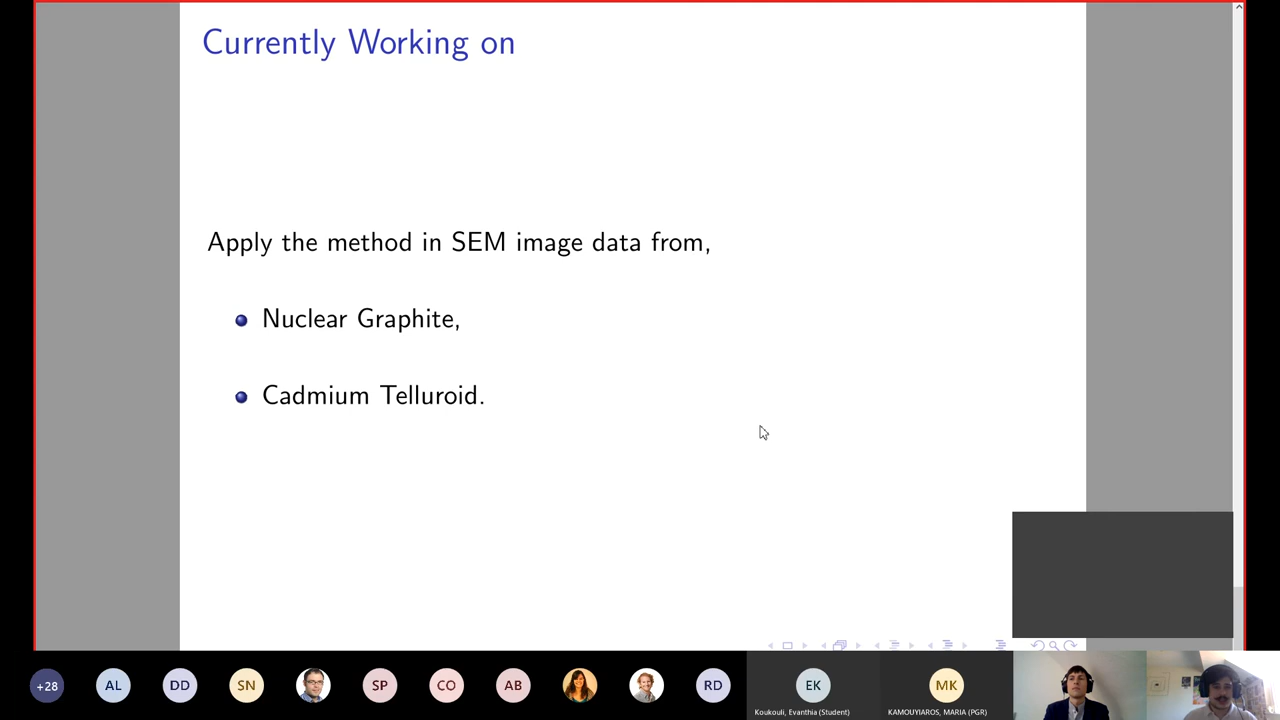 Currently Working on
Apply the method in SEM image data from,
Nuclear Graphite,
Cadmium Telluroid.
+28
AL
DD
SN
SP
CO
AB
RD
EK
MK
Koukouli, Evanthia (Student)
KAMOUYIAROS, MARIA (PGR)